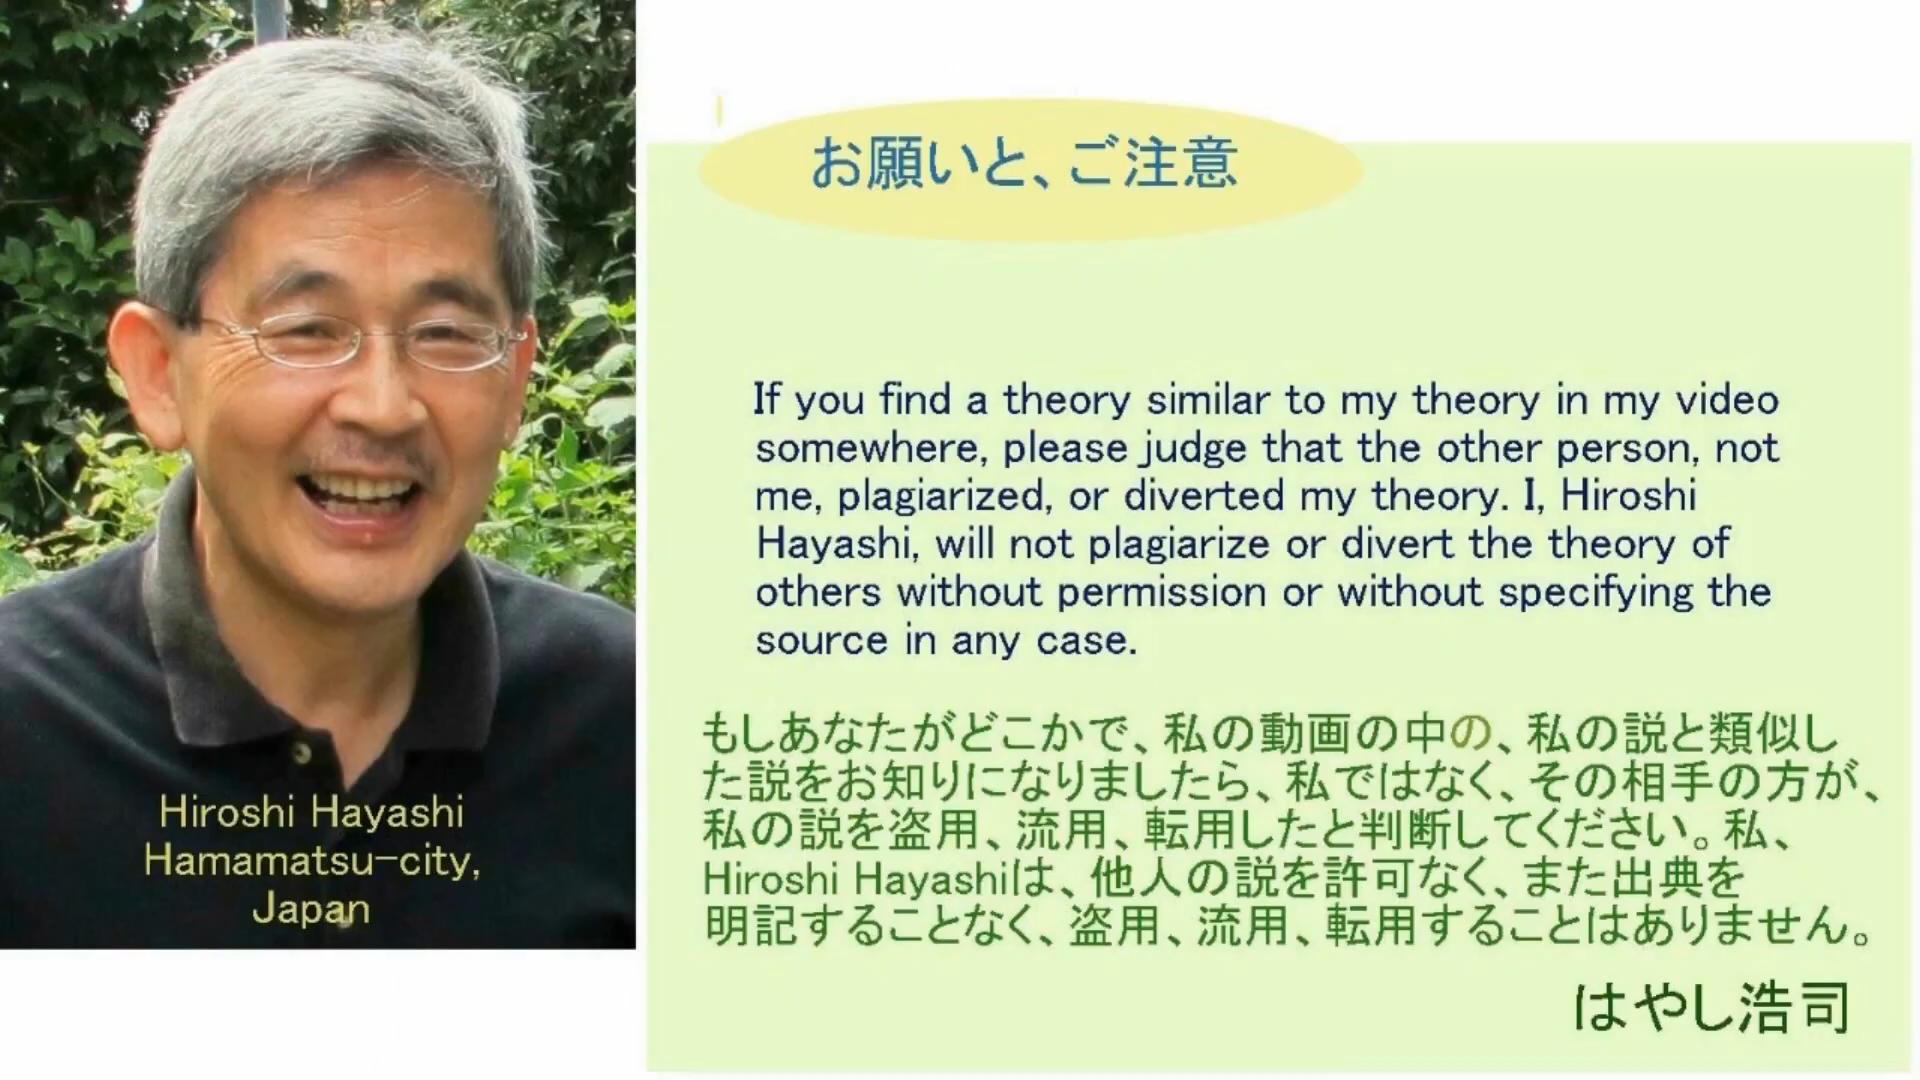 お願いと、ご注意
If you find a theory similar to my theory in my video
somewhere, please judge that the other person, not
me, plagiarized, or diverted my theory. I, Hiroshi
Hayashi, will not plagiarize or divert the theory of
others without permission or without specifying the
source in any case.
もしあなたがどこかで、私の動画の中の、私の説と類似し
た説をお知りになりましたら、私ではなく、その相手の方が、
私の説を盗用、流用、転用したと判断してください。私、
Hiroshi Hayashiは、他人の説を許可なく、また出典を
明記することなく、盗用、流用、転用することはありません。
はやし浩司
Hiroshi Hayashi
Hamamatsu-city,
Japan